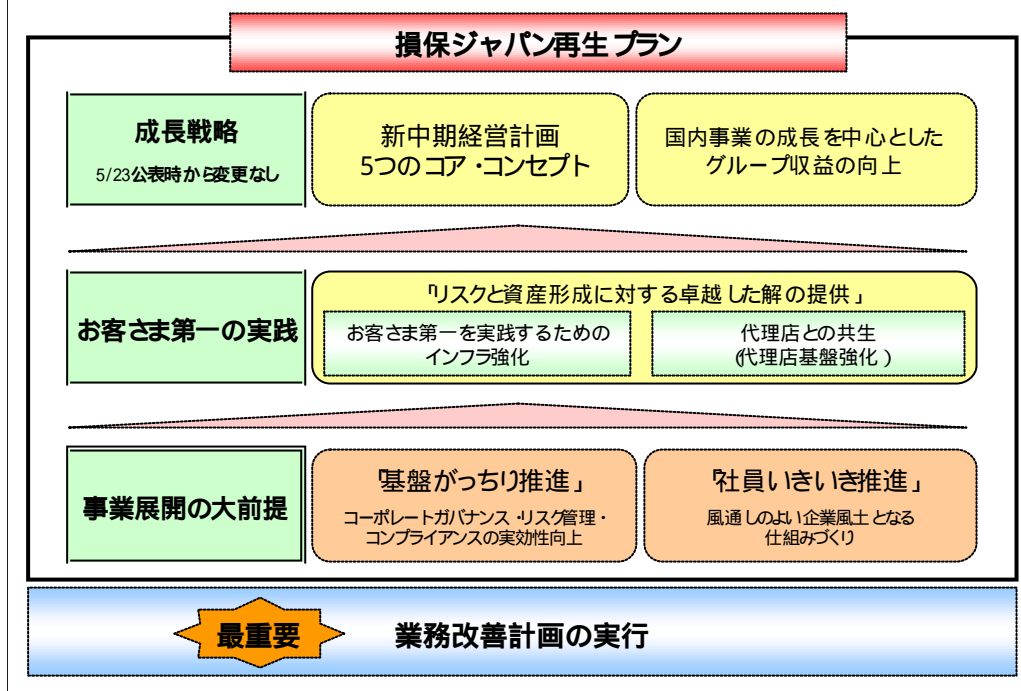 損保ジャパン再生プラン
成長戦略
5/23公表時から変更なし
新中期経営計画
5つのコア・コンセプト
国内事業の成長を中心とした
グループ収益の向上
お客さま第一の実践
「リスクと資産形成に対する卓越した解の提供」
お客さま第一を実践するための
インフラ強化
代理店との共生
(代理店基盤強化)
事業展開の大前提
「基盤がっちり推進」
コーポレートガバナンス・リスク管理・
コンプライアンスの実効性向上
「社員いきいき推進」
風通しのよい企業風土となる
仕組みづくり
最重要
業務改善計画の実行